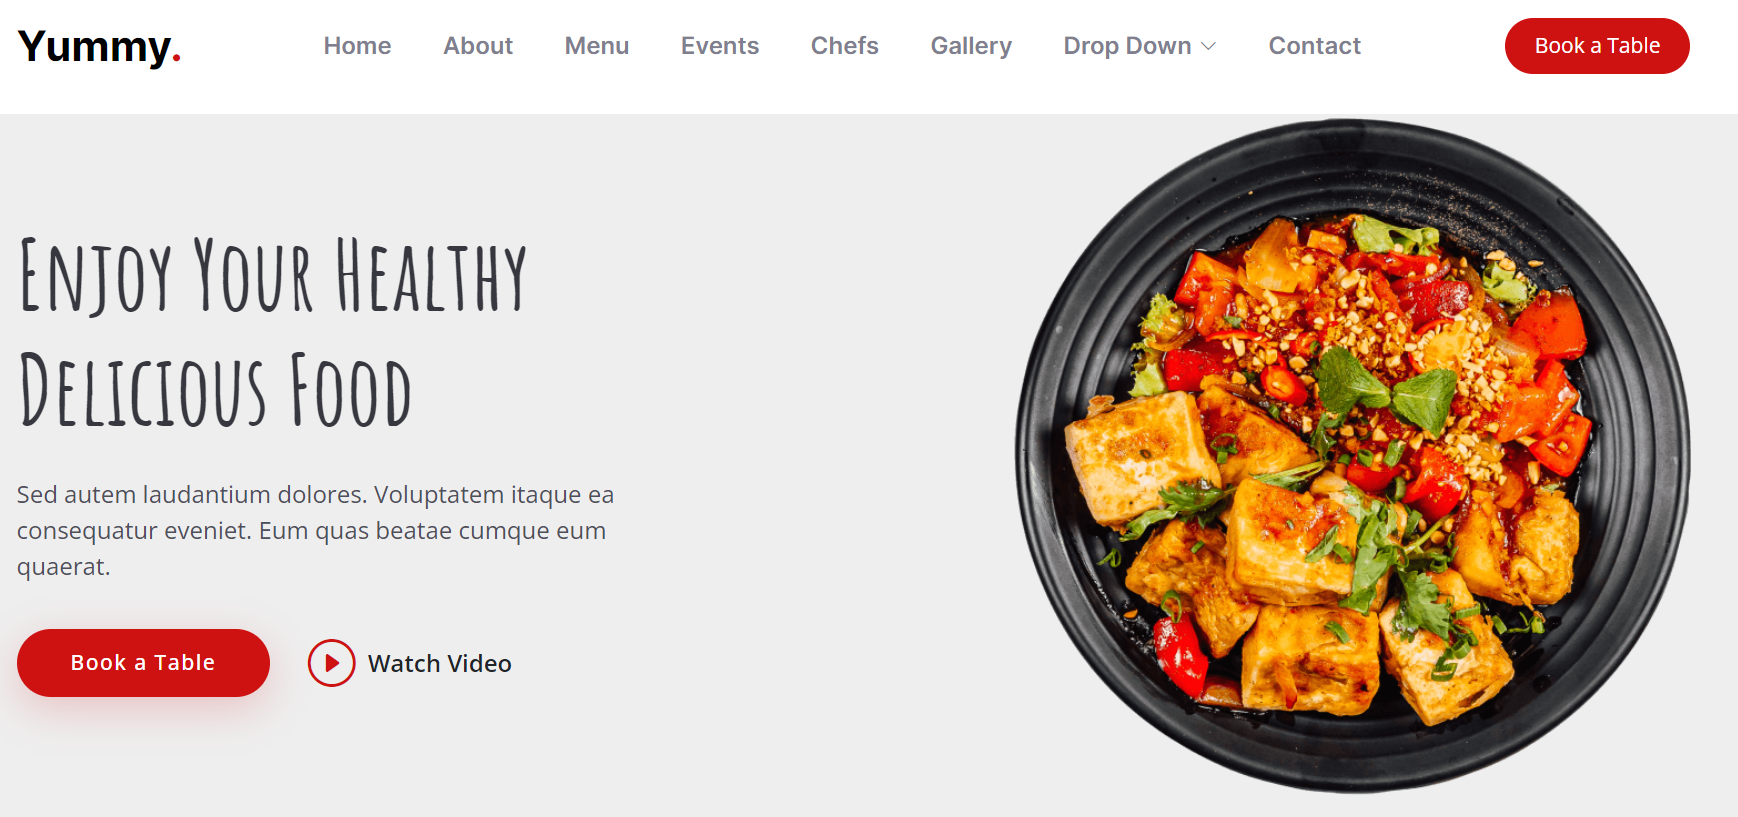 Yummy.
Home About Menu Events Chefs Gallery Drop Down Contact
Book a Table
Enjoy Your Healthy
Delicious Food
Sed autem laudantium dolores. Voluptatem itaque ea
consequatur eveniet. Eum quas beatae cumque eum
quaerat.
Book a Table
Watch Video